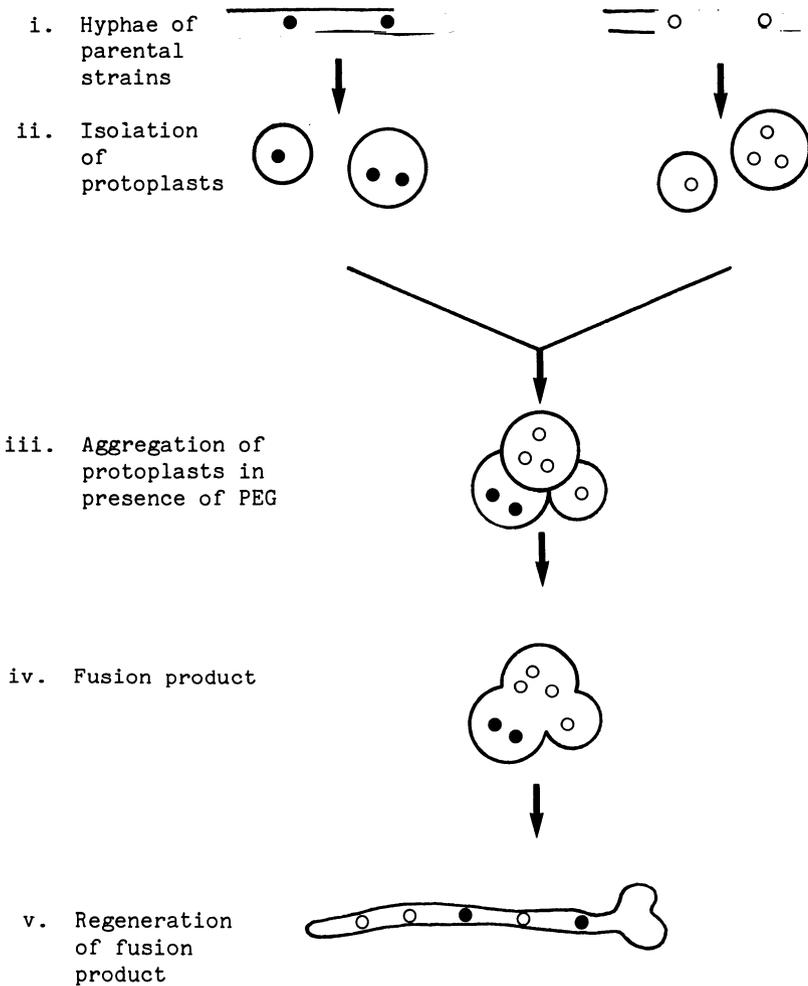 i. Hyphae of
parental
strains
ii. Isolation
of
protoplasts
iii. Aggregation of
protoplasts in
presence of PEG
iv. Fusion product
v. Regeneration
of fusion
product